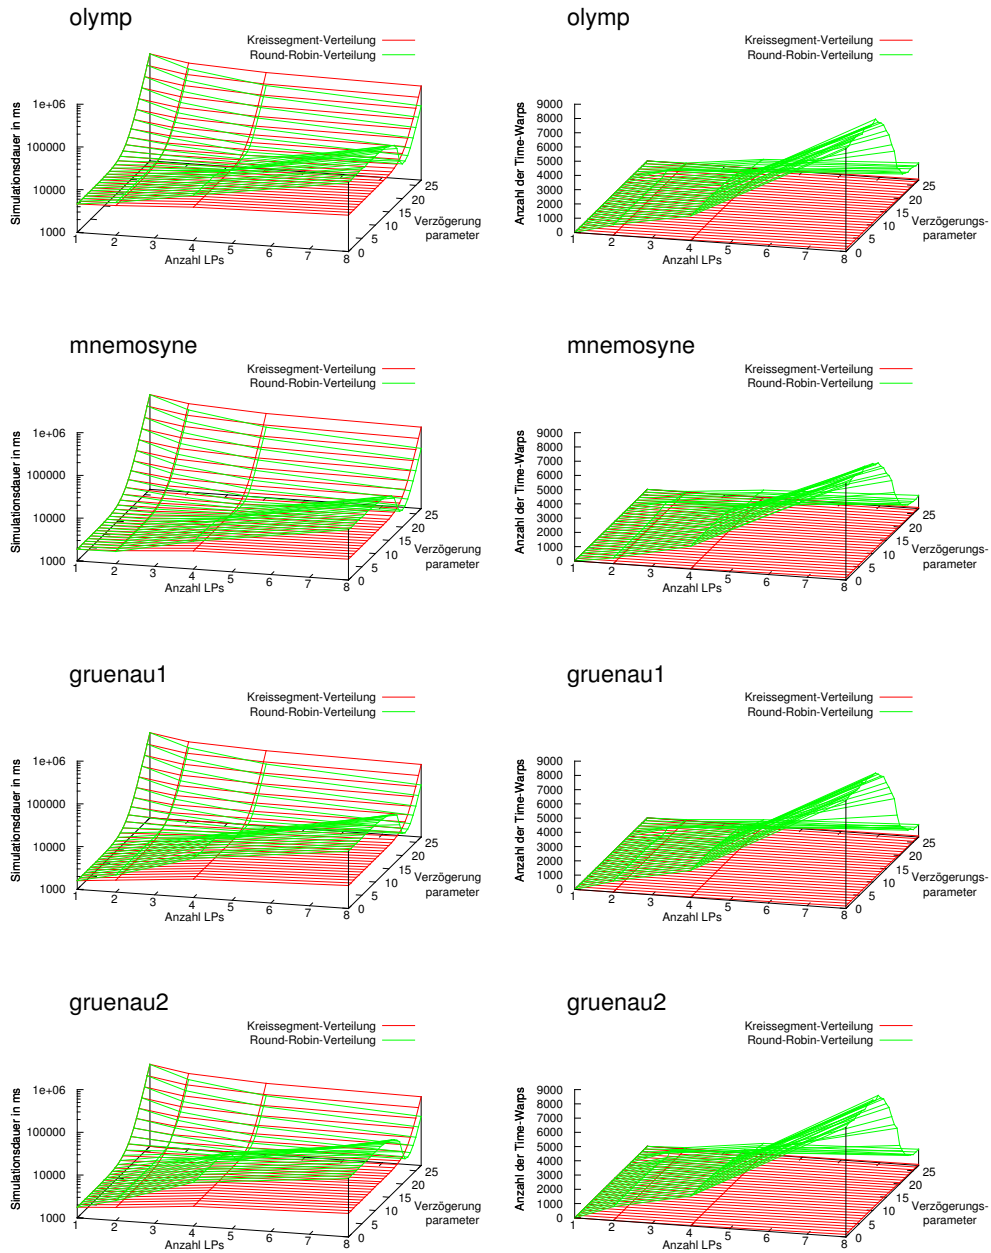 olymp
Kreissegment-Verteilung
Round-Robin-Verteilung
Simulationsdauer in ms
1e+06
100000
10000
1000
1 2 3 4 5 6 7 8
Anzahl LPs
0 5 10 15 20 25
Verzögerung
parameter
olymp
Kreissegment-Verteilung
Round-Robin-Verteilung
Anzahl der Time-Warps
9000
8000
7000
6000
5000
4000
3000
2000
1000
0
1 2 3 4 5 6 7 8
Anzahl LPs
0 5 10 15 20 25
Verzögerungs-
parameter
mnemosyne
Kreissegment-Verteilung
Round-Robin-Verteilung
Simulationsdauer in ms
1e+06
100000
10000
1000
1 2 3 4 5 6 7 8
Anzahl LPs
0 5 10 15 20 25
Verzögerung
parameter
mnemosyne
Kreissegment-Verteilung
Round-Robin-Verteilung
Anzahl der Time-Warps
9000
8000
7000
6000
5000
4000
3000
2000
1000
0
1 2 3 4 5 6 7 8
Anzahl LPs
0 5 10 15 20 25
Verzögerungs-
parameter
gruenau1
Kreissegment-Verteilung
Round-Robin-Verteilung
Simulationsdauer in ms
1e+06
100000
10000
1000
1 2 3 4 5 6 7 8
Anzahl LPs
0 5 10 15 20 25
Verzögerung
parameter
gruenau1
Kreissegment-Verteilung
Round-Robin-Verteilung
Anzahl der Time-Warps
9000
8000
7000
6000
5000
4000
3000
2000
1000
0
1 2 3 4 5 6 7 8
Anzahl LPs
0 5 10 15 20 25
Verzögerungs-
parameter
gruenau2
Kreissegment-Verteilung
Round-Robin-Verteilung
Simulationsdauer in ms
1e+06
100000
10000
1000
1 2 3 4 5 6 7 8
Anzahl LPs
0 5 10 15 20 25
Verzögerung
parameter
gruenau2
Kreissegment-Verteilung
Round-Robin-Verteilung
Anzahl der Time-Warps
9000
8000
7000
6000
5000
4000
3000
2000
1000
0
1 2 3 4 5 6 7 8
Anzahl LPs
0 5 10 15 20 25
Verzögerungs-
parameter